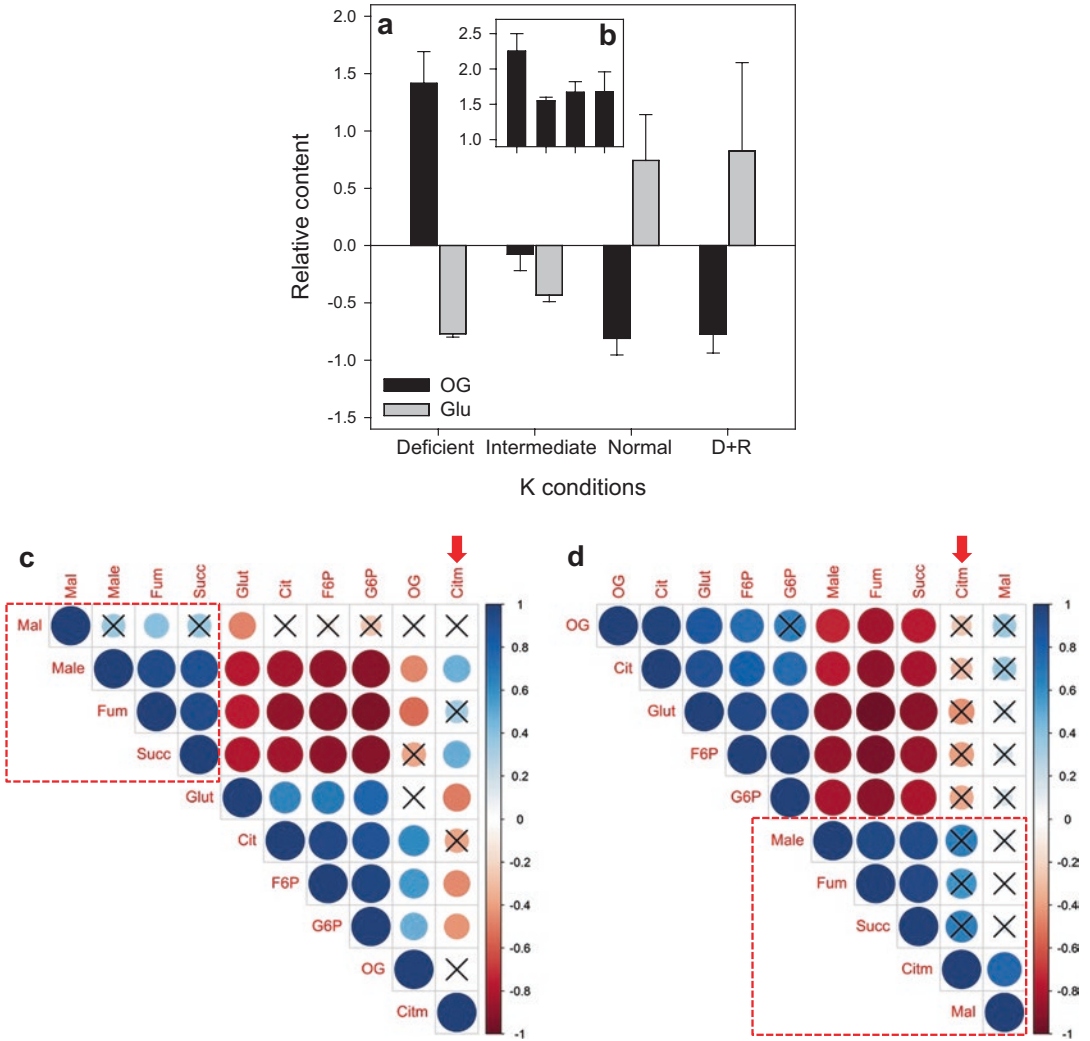 a
b
2.0
1.5
1.0
0.5
0.0
-0.5
-1.0
-1.5
2.5
2.0
1.5
1.0
Relative content
OG
Glu
Deficient Intermediate Normal D+R
K conditions
c
Mal Male Fum Succ Glut Cit F6P G6P OG Citm
Mal
Male
Fum
Succ
Glut
Cit
F6P
G6P
OG
Citm
1
0.8
0.6
0.4
0.2
0
-0.2
-0.4
-0.6
-0.8
-1
d
OG Cit Glut F6P G6P Male Fum Succ Citm Mal
OG
Cit
Glut
F6P
G6P
Male
Fum
Succ
Citm
Mal
1
0.8
0.6
0.4
0.2
0
-0.2
-0.4
-0.6
-0.8
-1